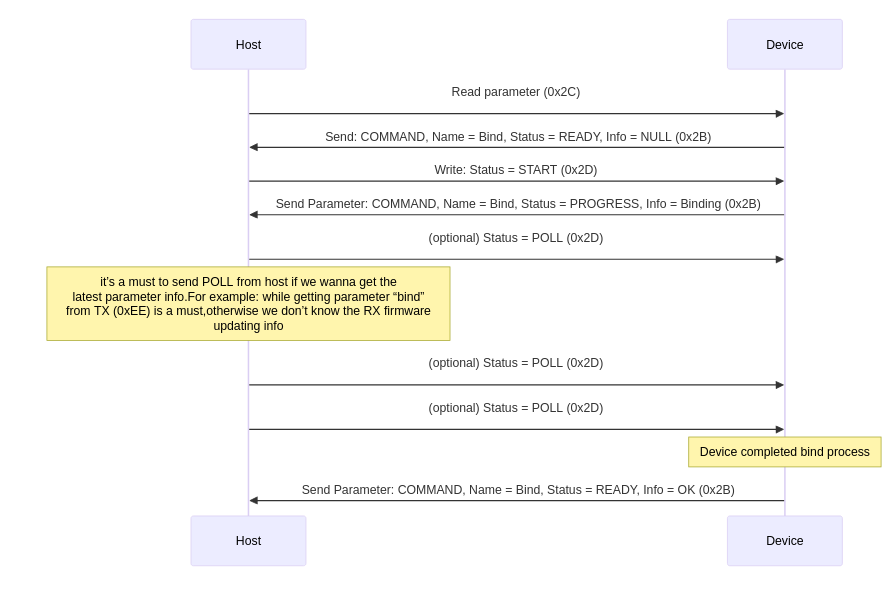 Host
Device
Read parameter (0x2C)
Send: COMMAND, Name = Bind, Status = READY, Info = NULL (0x2B)
Write: Status = START (0x2D)
Send Parameter: COMMAND, Name = Bind, Status = PROGRESS, Info = Binding (0x2B)
(optional) Status = POLL (0x2D)
it's a must to send POLL from host if we wanna get the
latest parameter info.For example: while getting parameter “bind”
from TX (0xEE) is a must,otherwise we don’t know the RX firmware
updating info
(optional) Status = POLL (0x2D)
(optional) Status = POLL (0x2D)
Device completed bind process
Send Parameter: COMMAND, Name = Bind, Status = READY, Info = OK (0x2B)
Host
Device